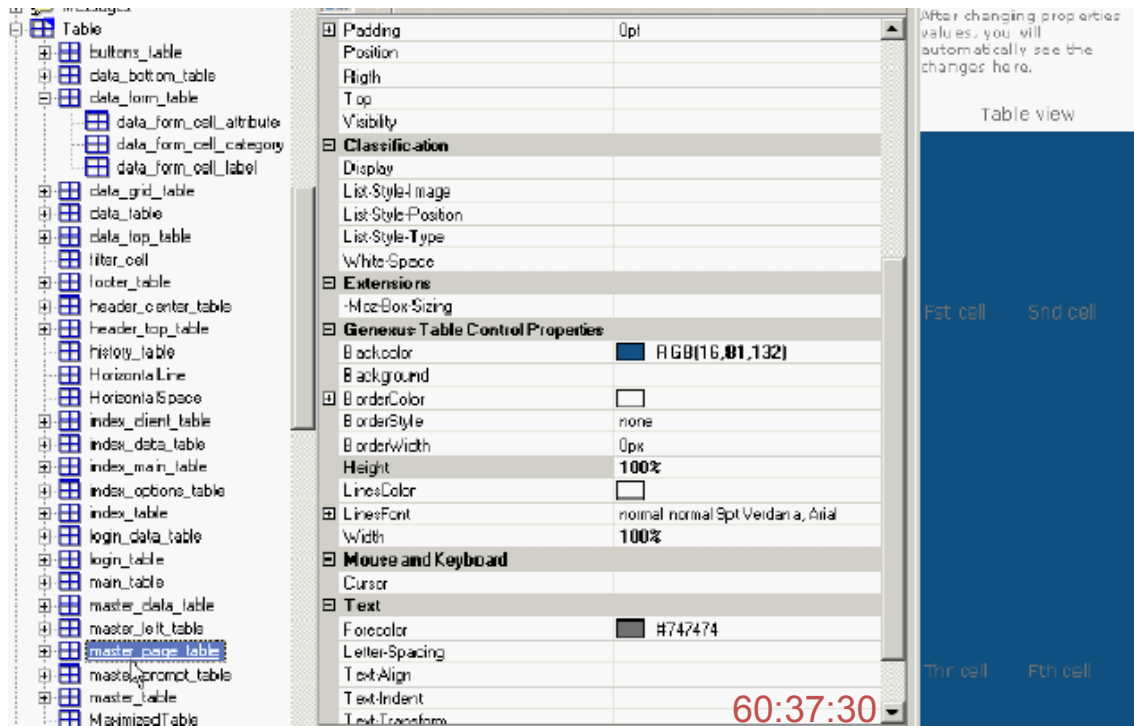 Messages
Table
buttons_table
data_bottom_table
data_form_table
data_form_cell_attribute
data_form_cell_category
data_form_cell_label
data_grid_table
data_table
data_top_table
filter_cell
footer_table
header_center_table
header_top_table
history_table
HorizontalLine
HorizontalSpace
index_client_table
index_data_table
index_main_table
index_options_table
index_table
login_data_table
login_table
main_table
master_data_table
master_left_table
master_page_table
master_prompt_table
master_table
MaximizedTable
Padding 0pt
Position
Rigth
Top
Visibility
Classification
Display
List-Style-Image
List-Style-Position
List-Style-Type
White-Space
Extensions
-Moz-Box-Sizing
Genexus Table Control Properties
Backcolor RGB(16,81,132)
Background
BorderColor
BorderStyle none
BorderWidth 0px
Height 100%
LinesColor
LinesFont normal normal 9pt Verdana, Arial
Width 100%
Mouse and Keyboard
Cursor
Text
Forecolor #747474
Letter-Spacing
Text-Align
Text-Indent
Text-Transform
60:37:30
After changing properties
values, you will
automatically see the
changes here.
Table view
Fst cell Snd cell
Thr cell Fth cell